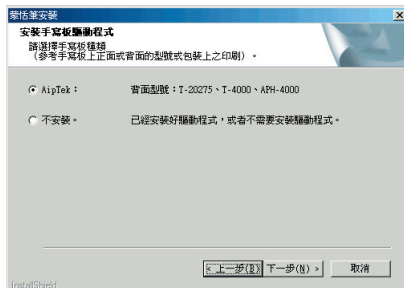 蒙恬筆安裝
安裝手寫板驅動程式
請選擇手寫板種類
(參考手寫板上正面或背面的型號或包裝上之印刷)。
AipTek：
背面型號：T-20275、T-4000、APH-4000
不安裝。
已經安裝好驅動程式，或者不需要安裝驅動程式。
< 上一步(B)
下一步(N) >
取消
InstallShield